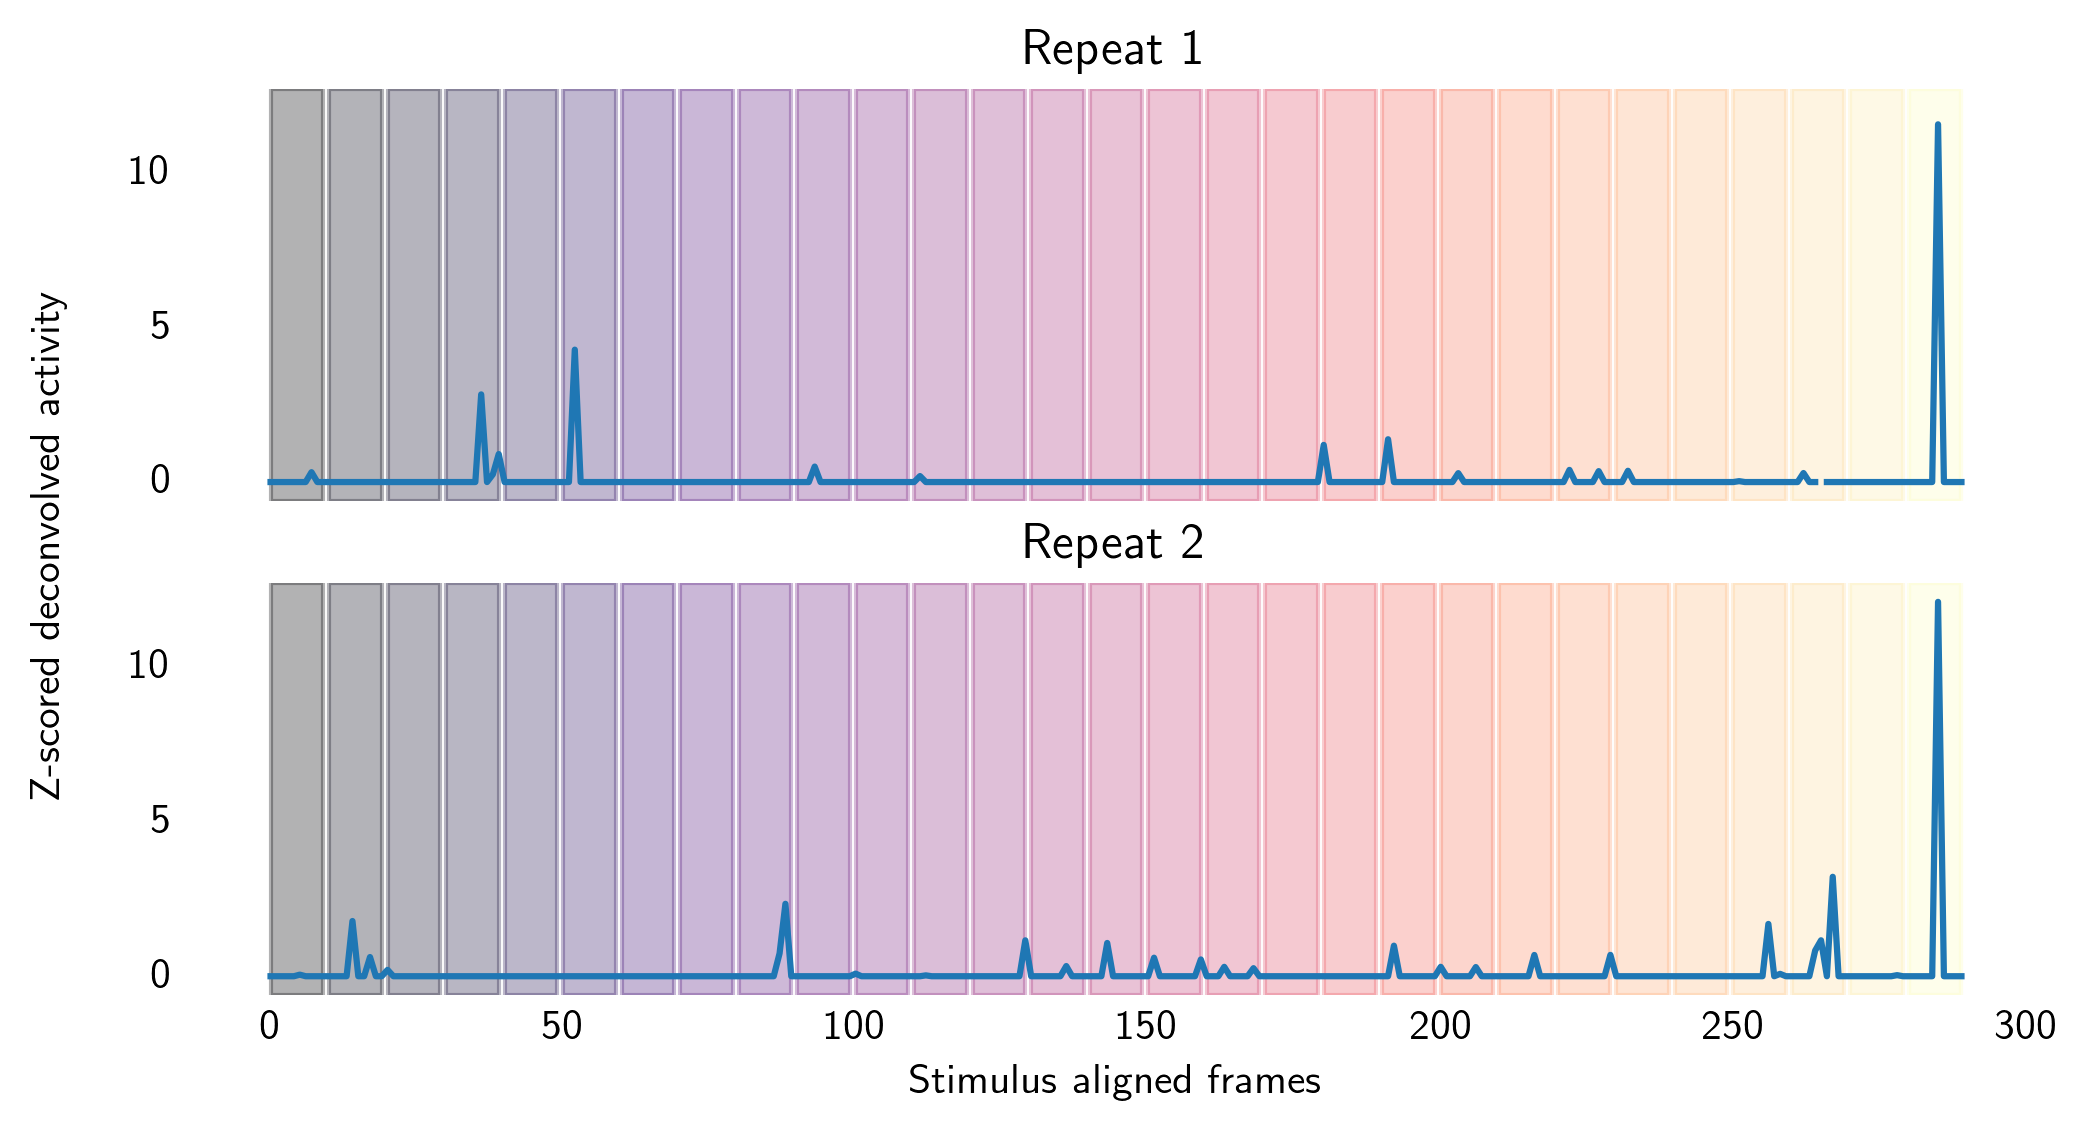 Repeat 1
10
5
0
Z-scored deconvolved activity
Repeat 2
10
5
0
0 50 100 150 200 250 300
Stimulus aligned frames